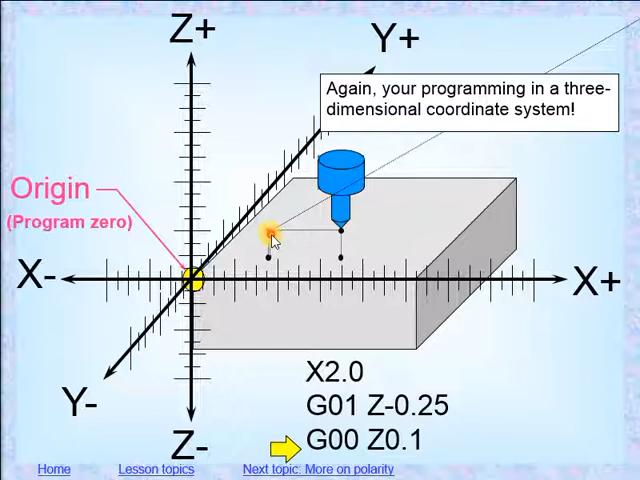 Z+
Y+
Again, your programming in a three-
dimensional coordinate system!
Origin
(Program zero)
X-
X+
Y-
Z-
X2.0
G01 Z-0.25
G00 Z0.1
Home
Lesson topics
Next topic: More on polarity